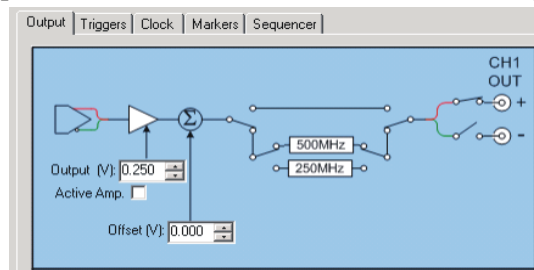 Output Triggers Clock Markers Sequencer
CH1
OUT
+
Σ
500MHz
-
Output (V): 0.250
250MHz
Active Amp.
Offset (V): 0.000